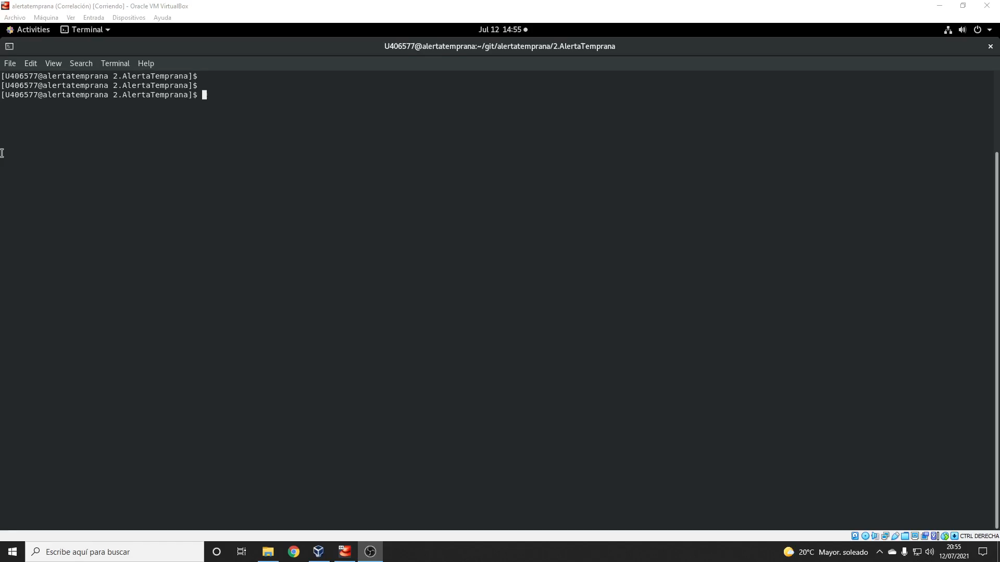 alertatemprana (Correlación) [Corriendo] - Oracle VM VirtualBox
Archivo Máquina Ver Entrada Dispositivos Ayuda
Activities Terminal Jul 12 14:55
U406577@alertatemprana:~/git/alertatemprana/2.AlertaTemprana
File Edit View Search Terminal Help
[U406577@alertatemprana 2.AlertaTemprana]$
[U406577@alertatemprana 2.AlertaTemprana]$
[U406577@alertatemprana 2.AlertaTemprana]$
CTRL DERECHA
Escribe aquí para buscar
20°C Mayor. soleado
20:55
12/07/2021